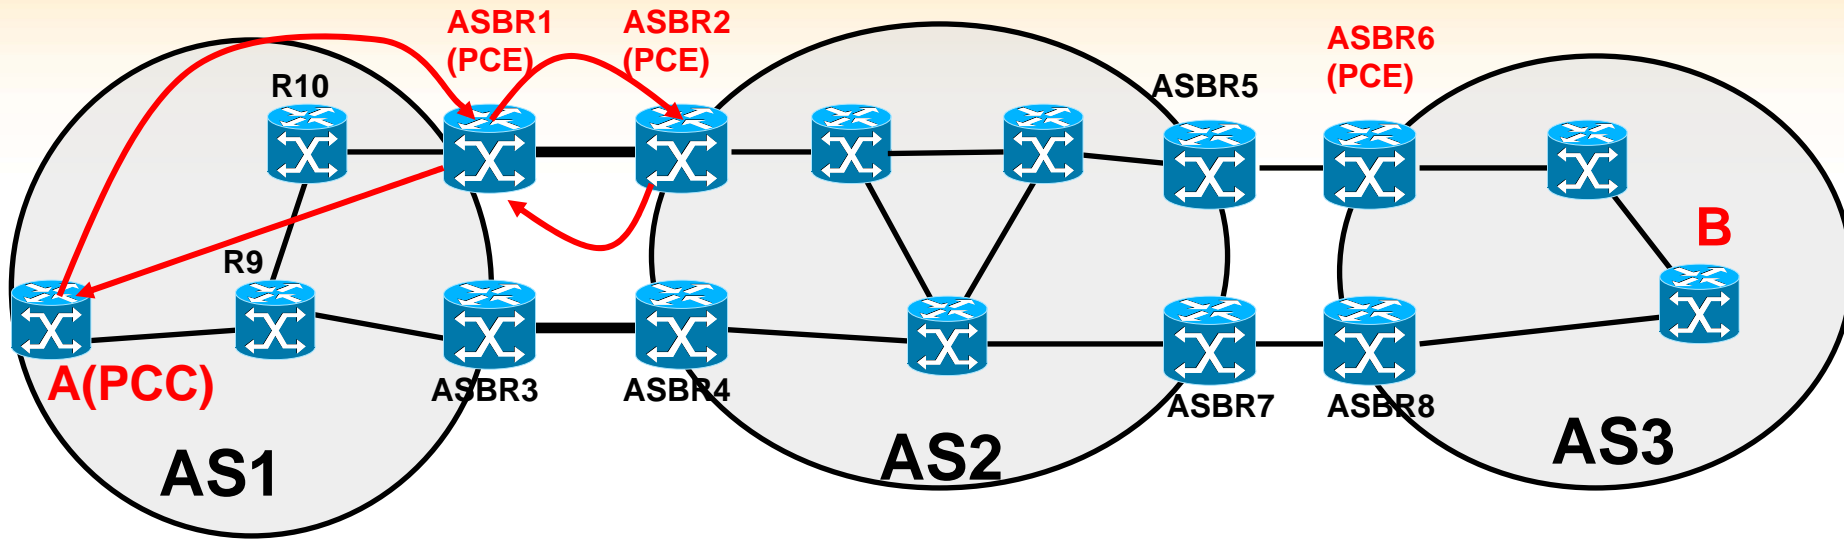 ASBR1
(PCE)
ASBR2
(PCE)
ASBR6
(PCE)
R10
ASBR5
B
R9
A(PCC)
ASBR3
ASBR4
ASBR7
ASBR8
AS1
AS2
AS3